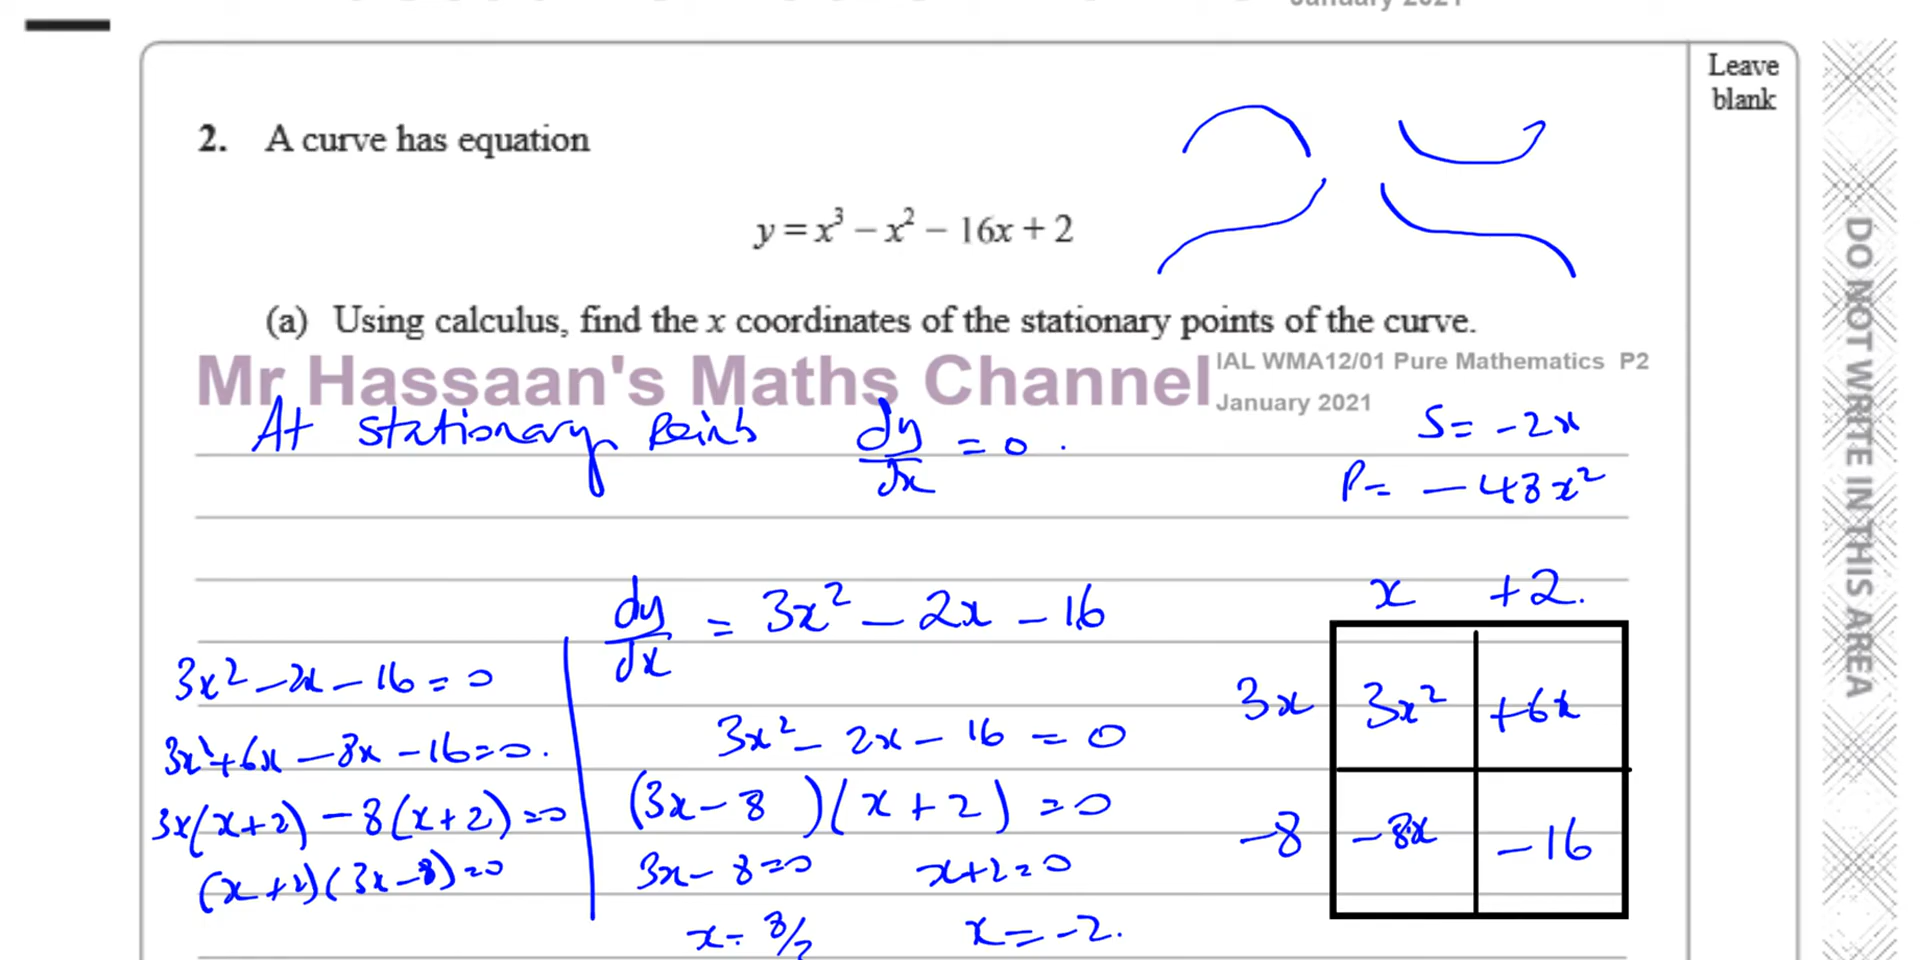 January 2021
Leave
blank
2. A curve has equation
y = x³ − x² − 16x + 2
(a) Using calculus, find the x coordinates of the stationary points of the curve.
Mr Hassaan's Maths Channel
IAL WMA12/01 Pure Mathematics P2
January 2021
At stationary points dy/dx = 0.
S = -2x
P = -48x²
dy/dx = 3x² - 2x - 16
x +2.
3x² - 2x - 16 = 0
3x 3x² +6x
3x² - 2x - 16 = 0
3x² + 6x - 8x - 16 = 0.
(3x - 8)(x + 2) = 0
3x(x+2) - 8(x+2) = 0
-8 -8x -16
3x - 8 = 0 x + 2 = 0
(x+2)(3x-8) = 0
x = 8/ x = -2.
DO NOT WRITE IN THIS AREA